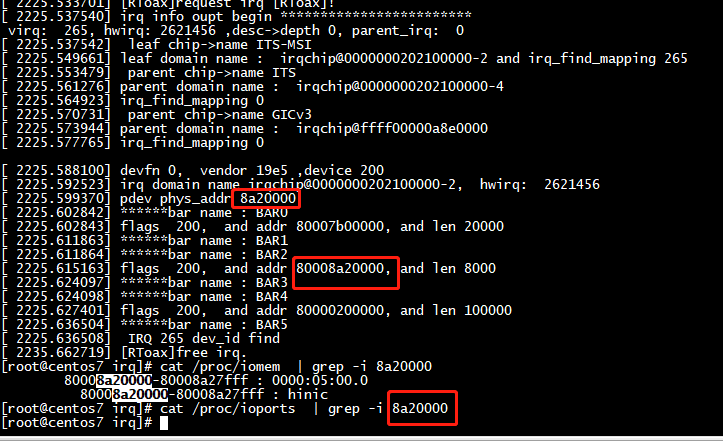 [ 2225.533701] [RToax]request irq [RToax]!
[ 2225.537540] irq info oupt begin ************************
virq:  265, hwirq: 2621456 ,desc->depth 0, parent_irq:  0
[ 2225.537542]  leaf chip->name ITS-MSI
[ 2225.549661] leaf domain name :  irqchip@0000000202100000-2 and irq_find_mapping 265
[ 2225.553479]  parent chip->name ITS
[ 2225.561276] parent domain name :  irqchip@0000000202100000-4
[ 2225.564923] irq_find_mapping 0
[ 2225.570731]  parent chip->name GICv3
[ 2225.573944] parent domain name :  irqchip@ffff00000a8e0000
[ 2225.577765] irq_find_mapping 0
[ 2225.588100] devfn 0,  vendor 19e5 ,device 200
[ 2225.592523] irq domain name irqchip@0000000202100000-2,  hwirq:  2621456
[ 2225.599370] pdev phys_addr 8a20000
[ 2225.602842] ******bar name : BAR0
[ 2225.602843] flags  200,  and addr 80007b00000, and len 20000
[ 2225.611863] ******bar name : BAR1
[ 2225.611864] ******bar name : BAR2
[ 2225.615163] flags  200,  and addr 80008a20000, and len 8000
[ 2225.624097] ******bar name : BAR3
[ 2225.624098] ******bar name : BAR4
[ 2225.627401] flags  200,  and addr 80000200000, and len 100000
[ 2225.636504] ******bar name : BAR5
[ 2225.636508]  IRQ 265 dev_id find
[ 2235.662719] [RToax]free irq.
[root@centos7 irq]# cat /proc/iomem  | grep -i 8a20000
80008a20000-80008a27fff : 0000:05:00.0
80008a20000-80008a27fff : hinic
[root@centos7 irq]# cat /proc/ioports  | grep -i 8a20000
[root@centos7 irq]#